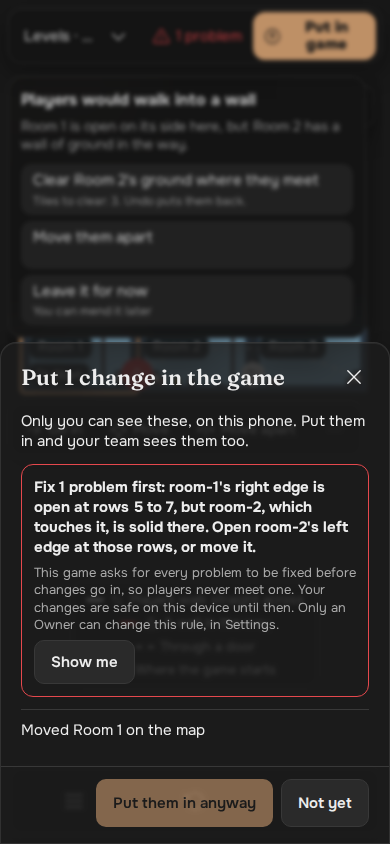 Levels · ...
1 problem
Put in
game
Players would walk into a wall
Room 1 is open on its side here, but Room 2 has a
wall of ground in the way.
Clear Room 2's ground where they meet
Tiles to clear: 3. Undo puts them back.
Move them apart
Leave it for now
You can mend it later
Put 1 change in the game
Only you can see these, on this phone. Put them
in and your team sees them too.
Fix 1 problem first: room-1's right edge is
open at rows 5 to 7, but room-2, which
touches it, is solid there. Open room-2's left
edge at those rows, or move it.
This game asks for every problem to be fixed before
changes go in, so players never meet one. Your
changes are safe on this device until then. Only an
Owner can change this rule, in Settings.
Through a door
Show me
Where the game starts
Moved Room 1 on the map
Put them in anyway
Not yet